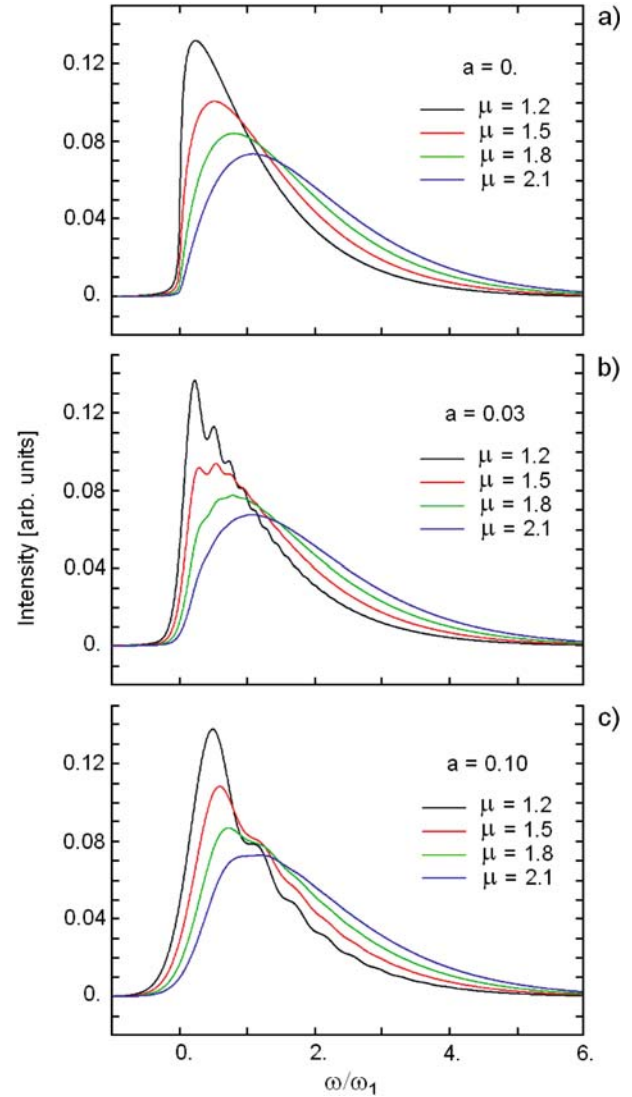 a)
0.12
0.08
0.04
0.
a = 0.
μ = 1.2
μ = 1.5
μ = 1.8
μ = 2.1
b)
0.12
0.08
0.04
0.
a = 0.03
μ = 1.2
μ = 1.5
μ = 1.8
μ = 2.1
Intensity [arb. units]
c)
0.12
0.08
0.04
0.
a = 0.10
μ = 1.2
μ = 1.5
μ = 1.8
μ = 2.1
0. 2. 4. 6.
ω/ω₁